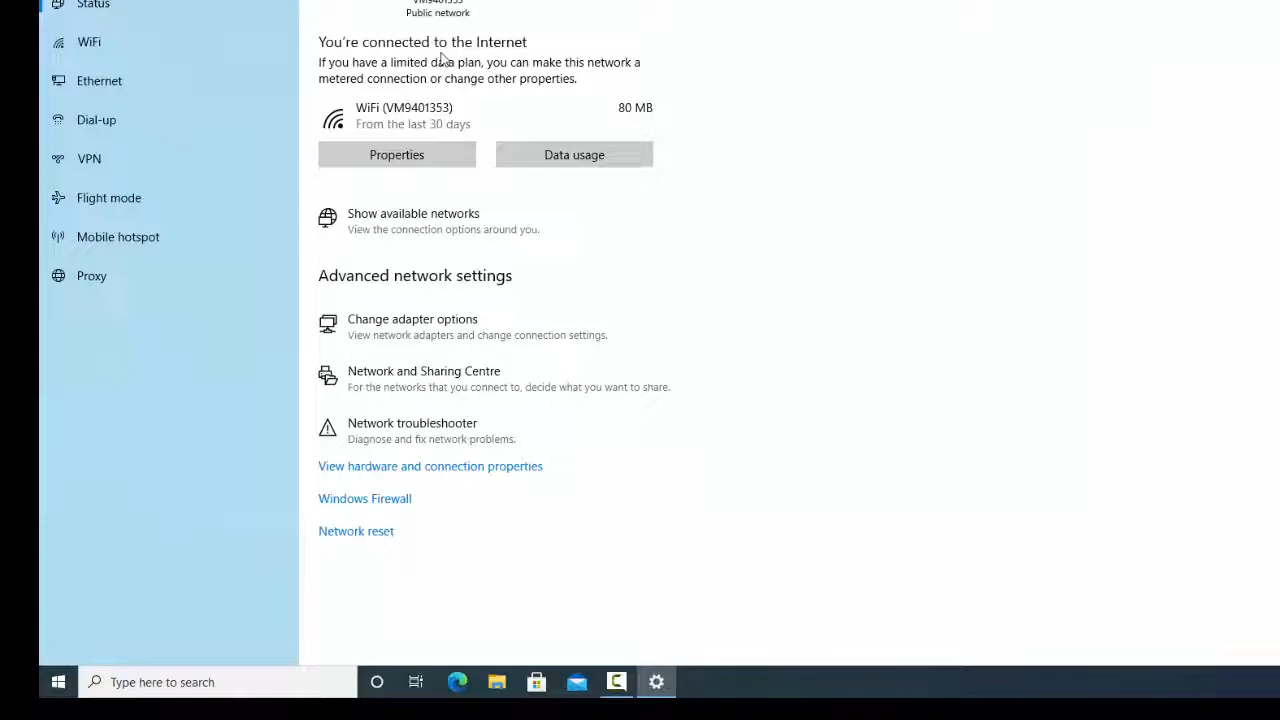 Status
WiFi
Ethernet
Dial-up
VPN
Flight mode
Mobile hotspot
Proxy
VM9401353
Public network
You're connected to the Internet
If you have a limited data plan, you can make this network a
metered connection or change other properties.
WiFi (VM9401353)
80 MB
From the last 30 days
Properties
Data usage
Show available networks
View the connection options around you.
Advanced network settings
Change adapter options
View network adapters and change connection settings.
Network and Sharing Centre
For the networks that you connect to, decide what you want to share.
Network troubleshooter
Diagnose and fix network problems.
View hardware and connection properties
Windows Firewall
Network reset
Type here to search